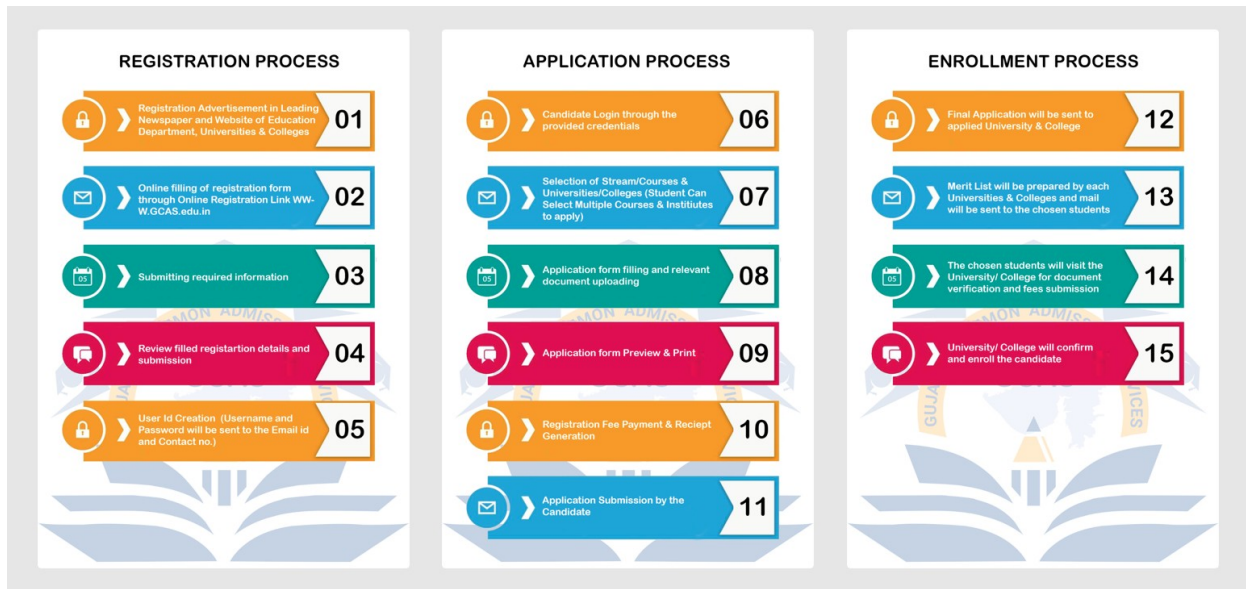 REGISTRATION PROCESS
Registration Advertisement in Leading
Newspaper and Website of Education
Department, Universities & Colleges
01
Online filling of registration form
through Online Registration Link WW-
W.GCAS.edu.in
02
05
Submitting required information
03
Review filled registartion details and
submission
04
User Id Creation (Username and
Password will be sent to the Email id
and Contact no.)
05
APPLICATION PROCESS
Candidate Login through the
provided credentials
06
Selection of Stream/Courses &
Universities/Colleges (Student Can
Select Multiple Courses & Institiutes
to apply)
07
05
Application form filling and relevant
document uploading
08
Application form Preview & Print
09
Registration Fee Payment & Reciept
Generation
10
Application Submission by the
Candidate
11
ENROLLMENT PROCESS
Final Application will be sent to
applied University & College
12
Merit List will be prepared by each
Universities & Colleges and mail
will be sent to the chosen students
13
05
The chosen students will visit the
University/ College for document
verification and fees submission
14
University/ College will confirm
and enroll the candidate
15